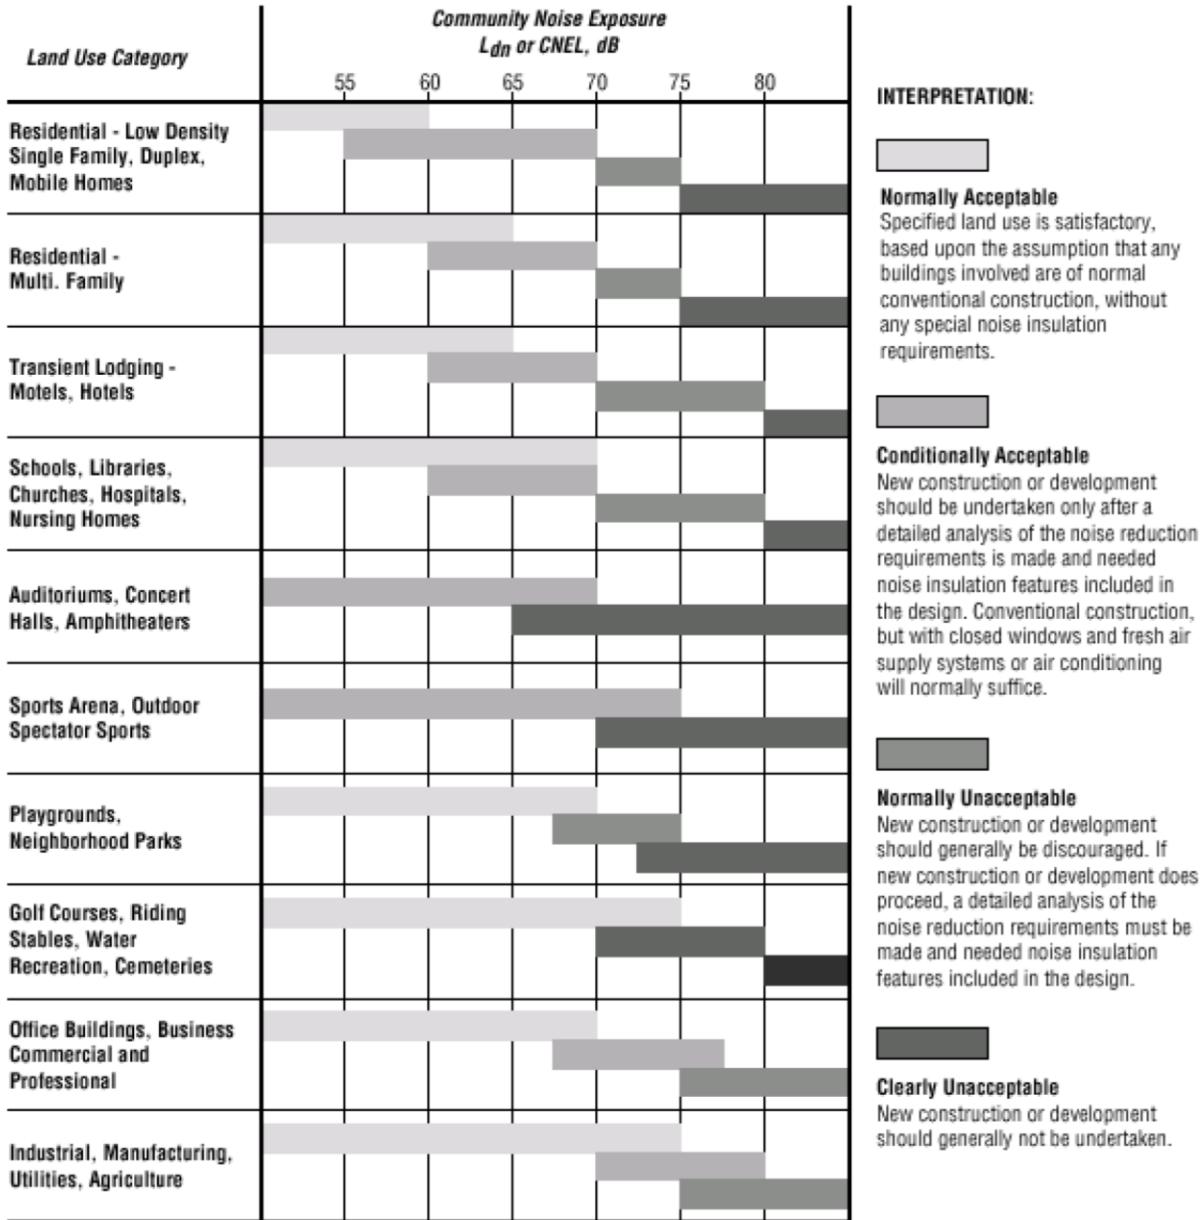 Community Noise Exposure
Ldn or CNEL, dB
Land Use Category
55 60 65 70 75 80
Residential - Low Density
Single Family, Duplex,
Mobile Homes
Residential -
Multi. Family
Transient Lodging -
Motels, Hotels
Schools, Libraries,
Churches, Hospitals,
Nursing Homes
Auditoriums, Concert
Halls, Amphitheaters
Sports Arena, Outdoor
Spectator Sports
Playgrounds,
Neighborhood Parks
Golf Courses, Riding
Stables, Water
Recreation, Cemeteries
Office Buildings, Business
Commercial and
Professional
Industrial, Manufacturing,
Utilities, Agriculture
INTERPRETATION:
Normally Acceptable
Specified land use is satisfactory,
based upon the assumption that any
buildings involved are of normal
conventional construction, without
any special noise insulation
requirements.
Conditionally Acceptable
New construction or development
should be undertaken only after a
detailed analysis of the noise reduction
requirements is made and needed
noise insulation features included in
the design. Conventional construction,
but with closed windows and fresh air
supply systems or air conditioning
will normally suffice.
Normally Unacceptable
New construction or development
should generally be discouraged. If
new construction or development does
proceed, a detailed analysis of the
noise reduction requirements must be
made and needed noise insulation
features included in the design.
Clearly Unacceptable
New construction or development
should generally not be undertaken.